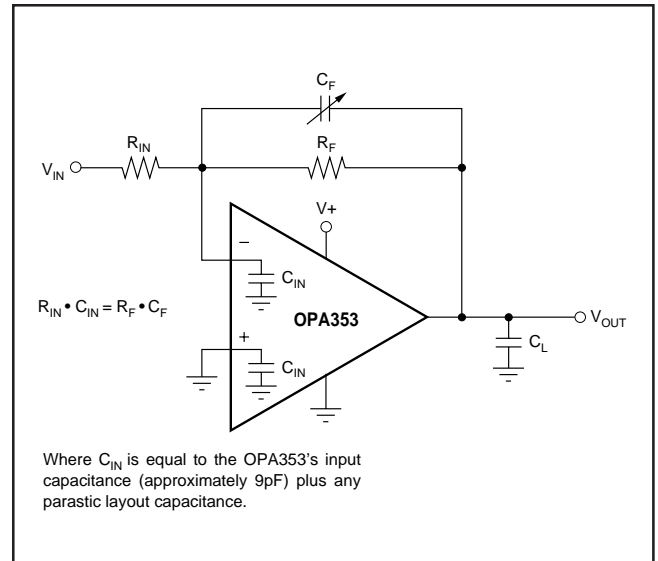 C_F
R_IN
R_F
V_IN
V+
–
C_IN
OPA353
R_IN • C_IN = R_F • C_F
+
C_IN
V_OUT
C_L
Where C_IN is equal to the OPA353's input
capacitance (approximately 9pF) plus any
parastic layout capacitance.